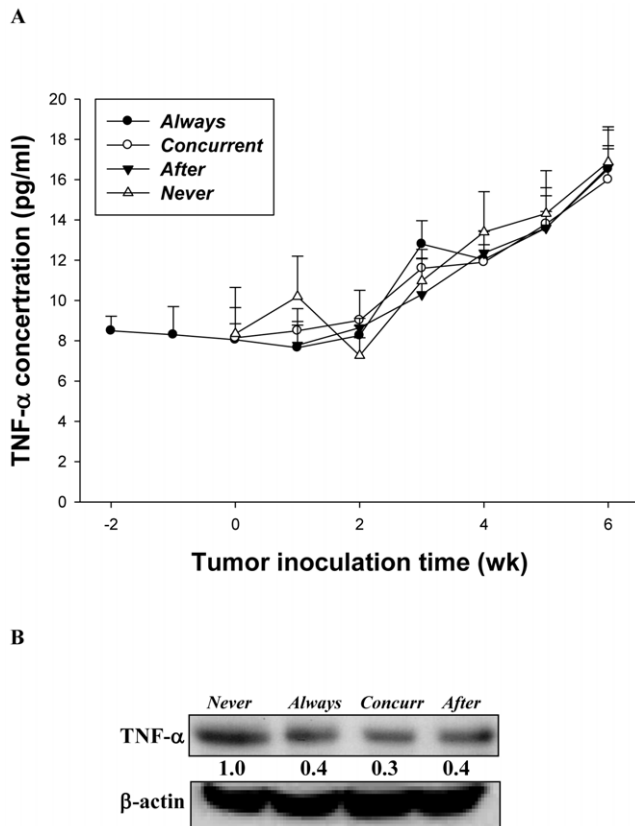 A
TNF-α concertration (pg/ml)
20
18
16
14
12
10
8
6
4
2
0
Always
Concurrent
After
Never
-2 0 2 4 6
Tumor inoculation time (wk)
B
Never Always Concurr After
TNF-α
1.0 0.4 0.3 0.4
β-actin